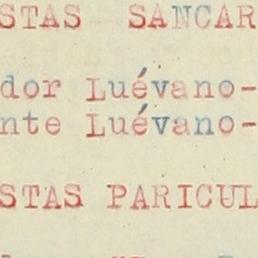 STAS SANCAR
dor Luévano-
nte Luévano-
STAS PARICUL